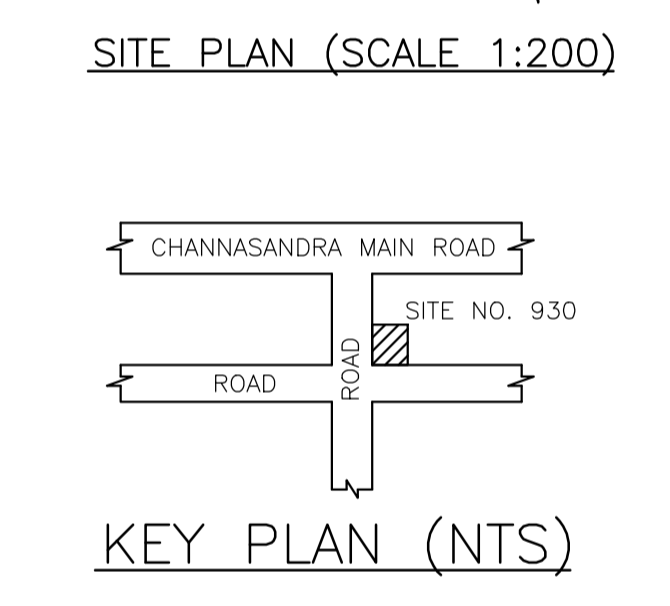 SITE PLAN (SCALE 1:200)
CHANNASANDRA MAIN ROAD
SITE NO. 930
ROAD
ROAD
KEY PLAN (NTS)